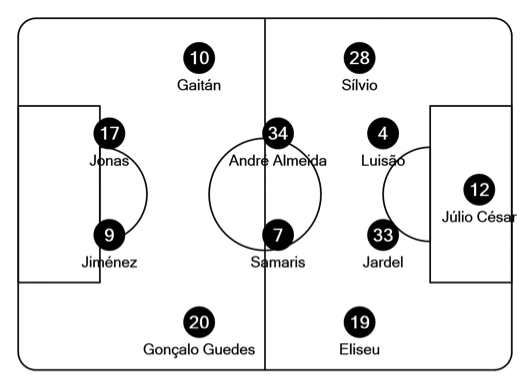 10
Gaitán
28
Sílvio
17
Jonas
34
Andre Almeida
4
Luisão
12
Júlio César
9
Jiménez
7
Samaris
33
Jardel
20
Gonçalo Guedes
19
Eliseu